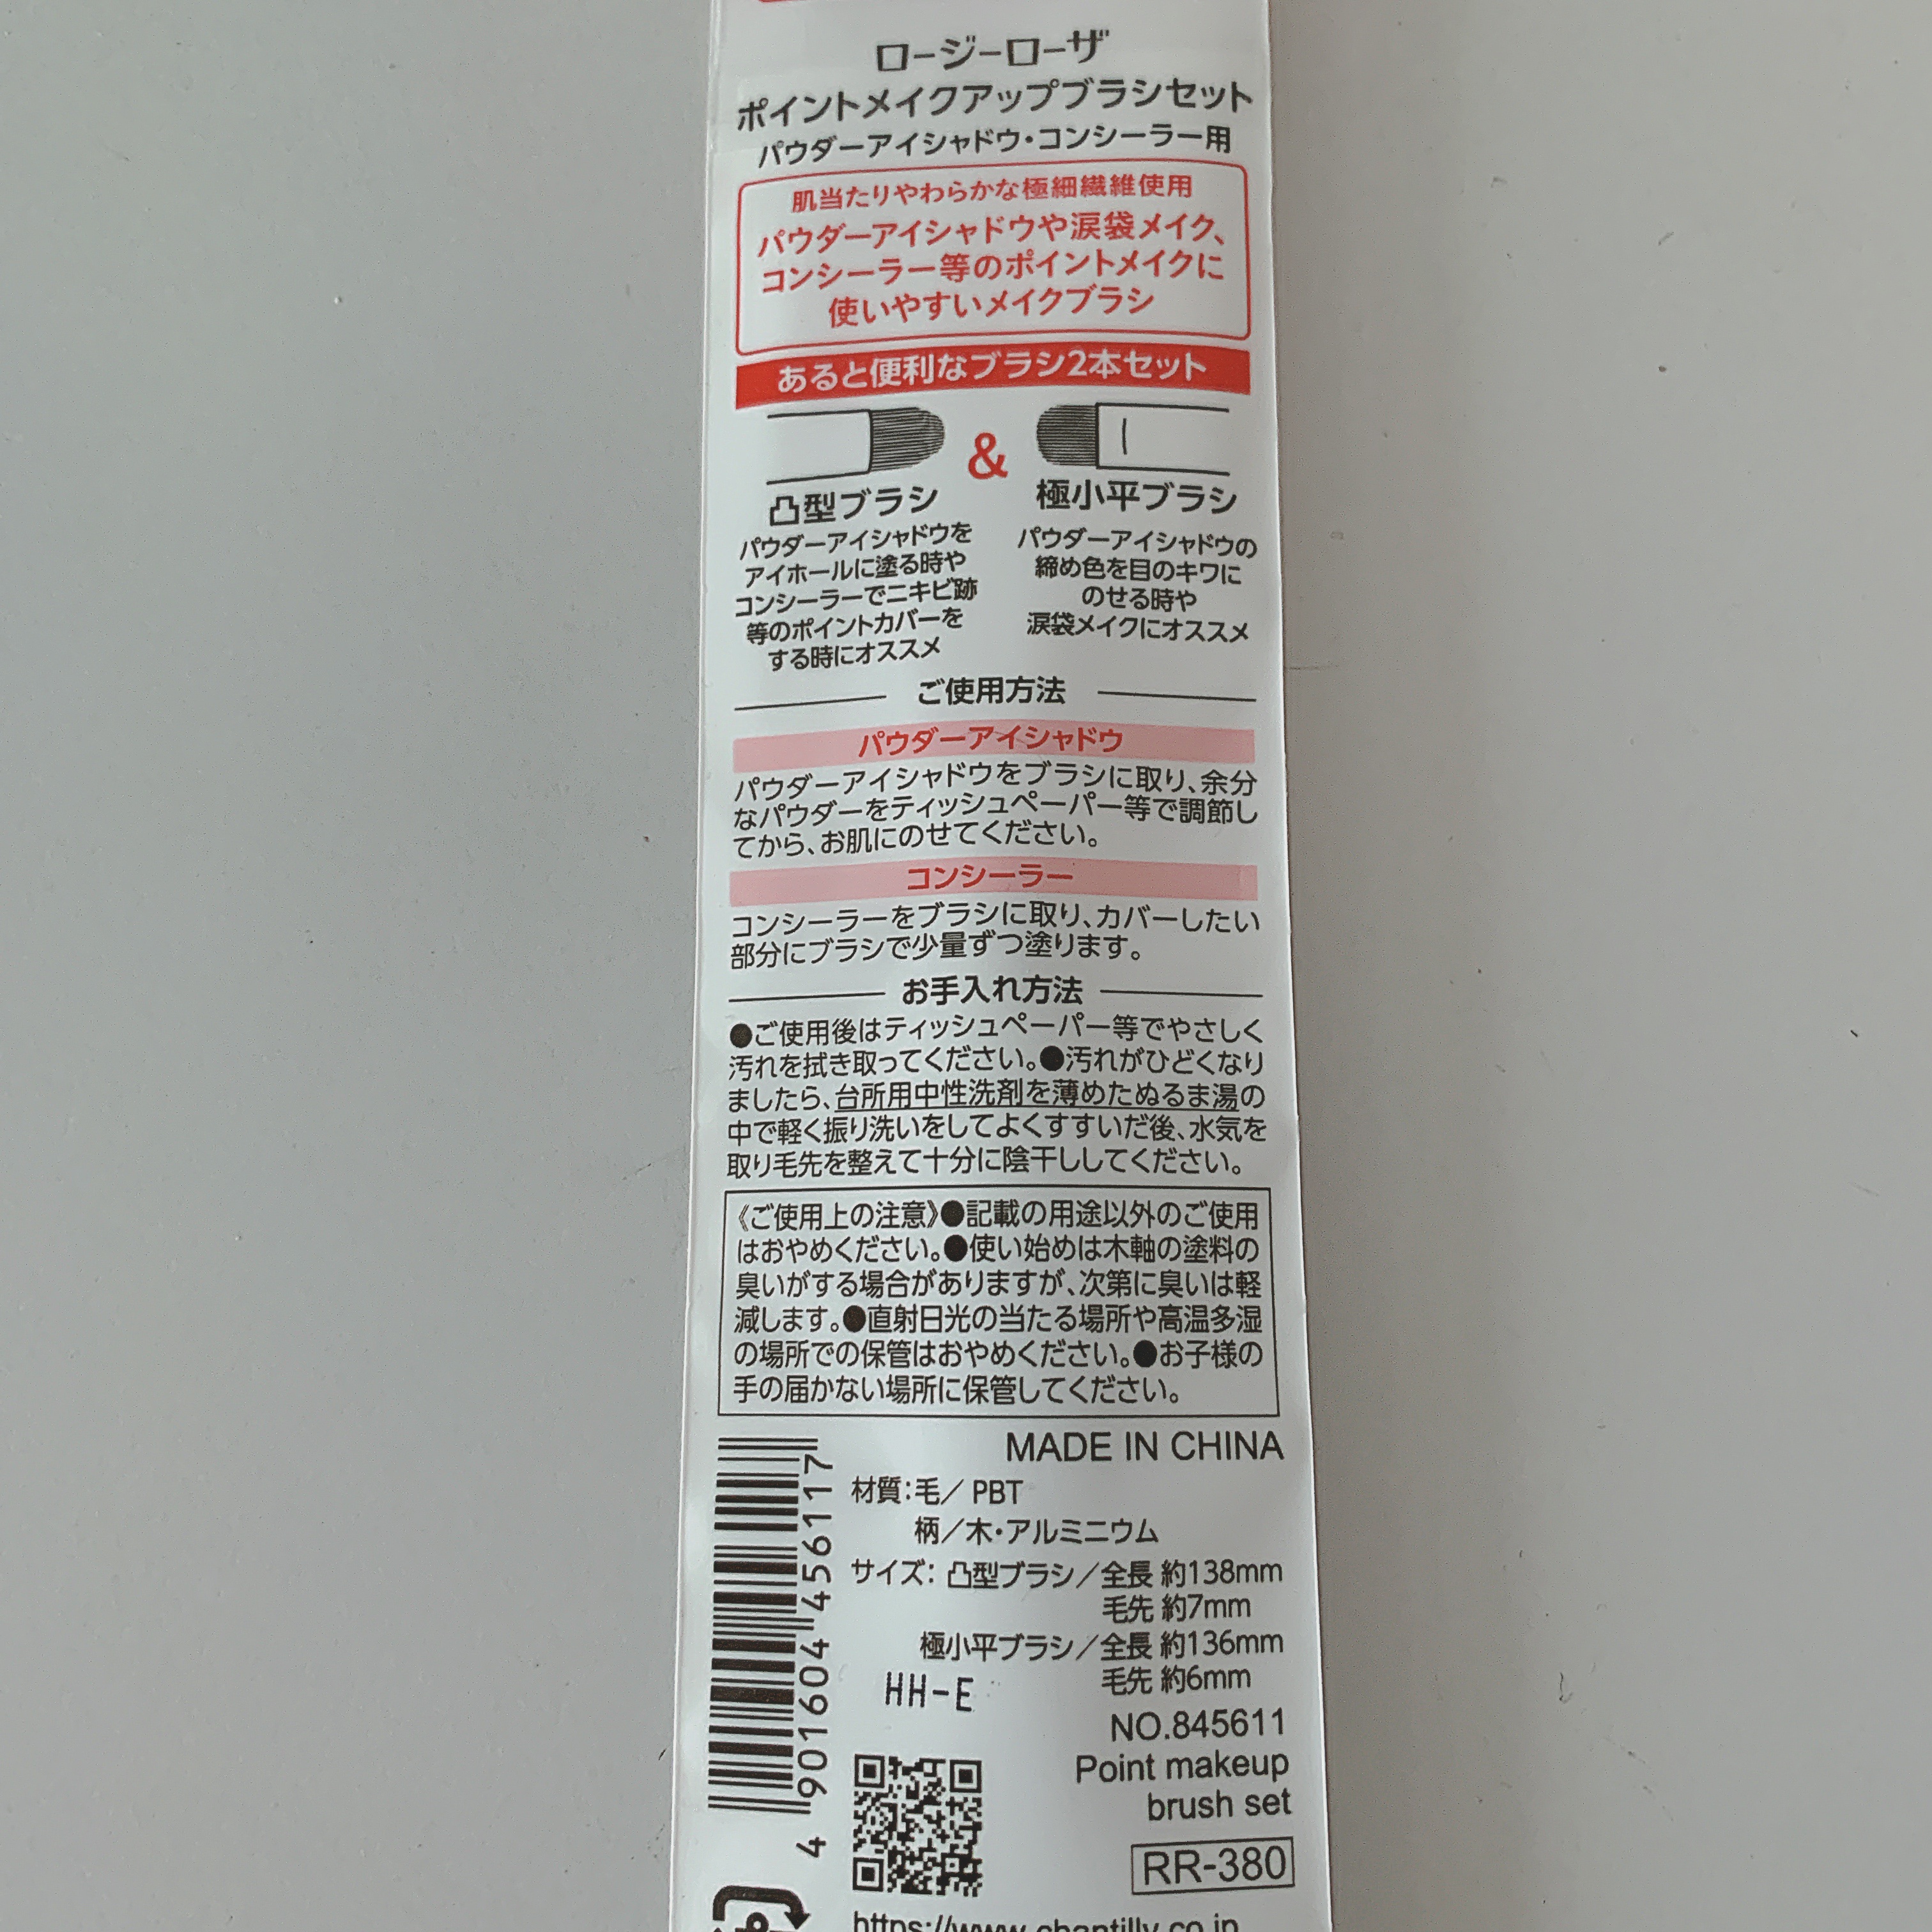 ロージーローザ
ポイントメイクアップブラシセット
パウダーアイシャドウ・コンシーラー用
肌当たりやわらかな極細繊維使用
パウダーアイシャドウや涙袋メイク、
コンシーラー等のポイントメイクに
使いやすいメイクブラシ
あると便利なブラシ2本セット
&
凸型ブラシ
パウダーアイシャドウを
アイホールに塗る時や
コンシーラーでニキビ跡
等のポイントカバーを
する時にオススメ
極小平ブラシ
パウダーアイシャドウの
締め色を目のキワに
のせる時や
涙袋メイクにオススメ
ご使用方法
パウダーアイシャドウ
パウダーアイシャドウをブラシに取り、余分
なパウダーをティッシュペーパー等で調節し
てから、お肌にのせてください。
コンシーラー
コンシーラーをブラシに取り、カバーしたい
部分にブラシで少量ずつ塗ります。
お手入れ方法
●ご使用後はティッシュペーパー等でやさしく
汚れを拭き取ってください。●汚れがひどくなり
ましたら、台所用中性洗剤を薄めたぬるま湯の
中で軽く振り洗いをしてよくすすいだ後、水気を
取り毛先を整えて十分に陰干ししてください。
《ご使用上の注意》●記載の用途以外のご使用
はおやめください。●使い始めは木軸の塗料の
臭いがする場合がありますが、次第に臭いは軽
減します。●直射日光の当たる場所や高温多湿
の場所での保管はおやめください。●お子様の
手の届かない場所に保管してください。
MADE IN CHINA
材質：毛／PBT
柄／木・アルミニウム
サイズ：凸型ブラシ／全長 約138mm
毛先 約7mm
極小平ブラシ／全長 約136mm
毛先 約6mm
HH-E
NO.845611
Point makeup
brush set
RR-380
4 901604 456117
https://www.chantilly.co.jp